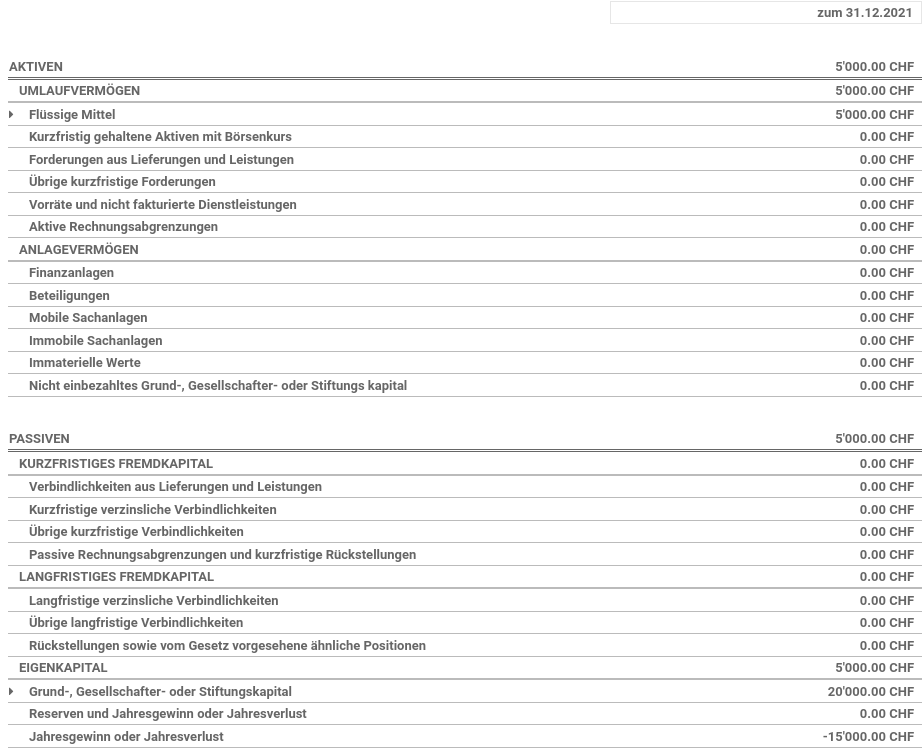 zum 31.12.2021
AKTIVEN 5'000.00 CHF
UMLAUFVERMÖGEN 5'000.00 CHF
Flüssige Mittel 5'000.00 CHF
Kurzfristig gehaltene Aktiven mit Börsenkurs 0.00 CHF
Forderungen aus Lieferungen und Leistungen 0.00 CHF
Übrige kurzfristige Forderungen 0.00 CHF
Vorräte und nicht fakturierte Dienstleistungen 0.00 CHF
Aktive Rechnungsabgrenzungen 0.00 CHF
ANLAGEVERMÖGEN 0.00 CHF
Finanzanlagen 0.00 CHF
Beteiligungen 0.00 CHF
Mobile Sachanlagen 0.00 CHF
Immobile Sachanlagen 0.00 CHF
Immaterielle Werte 0.00 CHF
Nicht einbezahltes Grund-, Gesellschafter- oder Stiftungs kapital 0.00 CHF
PASSIVEN 5'000.00 CHF
KURZFRISTIGES FREMDKAPITAL 0.00 CHF
Verbindlichkeiten aus Lieferungen und Leistungen 0.00 CHF
Kurzfristige verzinsliche Verbindlichkeiten 0.00 CHF
Übrige kurzfristige Verbindlichkeiten 0.00 CHF
Passive Rechnungsabgrenzungen und kurzfristige Rückstellungen 0.00 CHF
LANGFRISTIGES FREMDKAPITAL 0.00 CHF
Langfristige verzinsliche Verbindlichkeiten 0.00 CHF
Übrige langfristige Verbindlichkeiten 0.00 CHF
Rückstellungen sowie vom Gesetz vorgesehene ähnliche Positionen 0.00 CHF
EIGENKAPITAL 5'000.00 CHF
Grund-, Gesellschafter- oder Stiftungskapital 20'000.00 CHF
Reserven und Jahresgewinn oder Jahresverlust 0.00 CHF
Jahresgewinn oder Jahresverlust -15'000.00 CHF